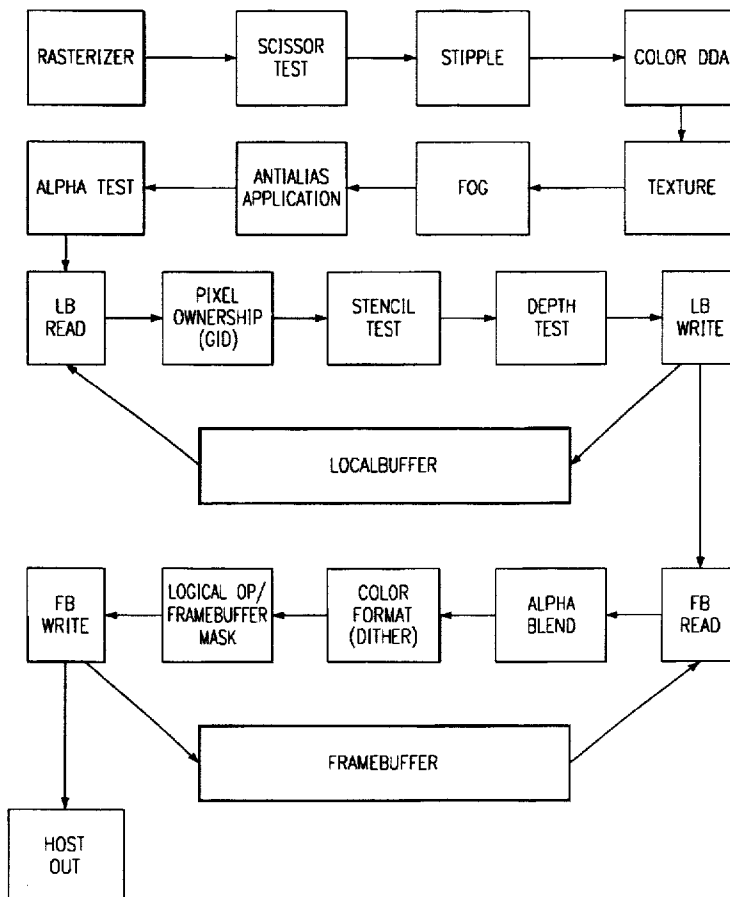 RASTERIZER
SCISSOR
TEST
STIPPLE
COLOR DDA
ALPHA TEST
ANTIALIAS
APPLICATION
FOG
TEXTURE
LB
READ
PIXEL
OWNERSHIP
(GID)
STENCIL
TEST
DEPTH
TEST
LB
WRITE
LOCALBUFFER
FB
WRITE
LOGICAL OP/
FRAMEBUFFER
MASK
COLOR
FORMAT
(DITHER)
ALPHA
BLEND
FB
READ
FRAMEBUFFER
HOST
OUT